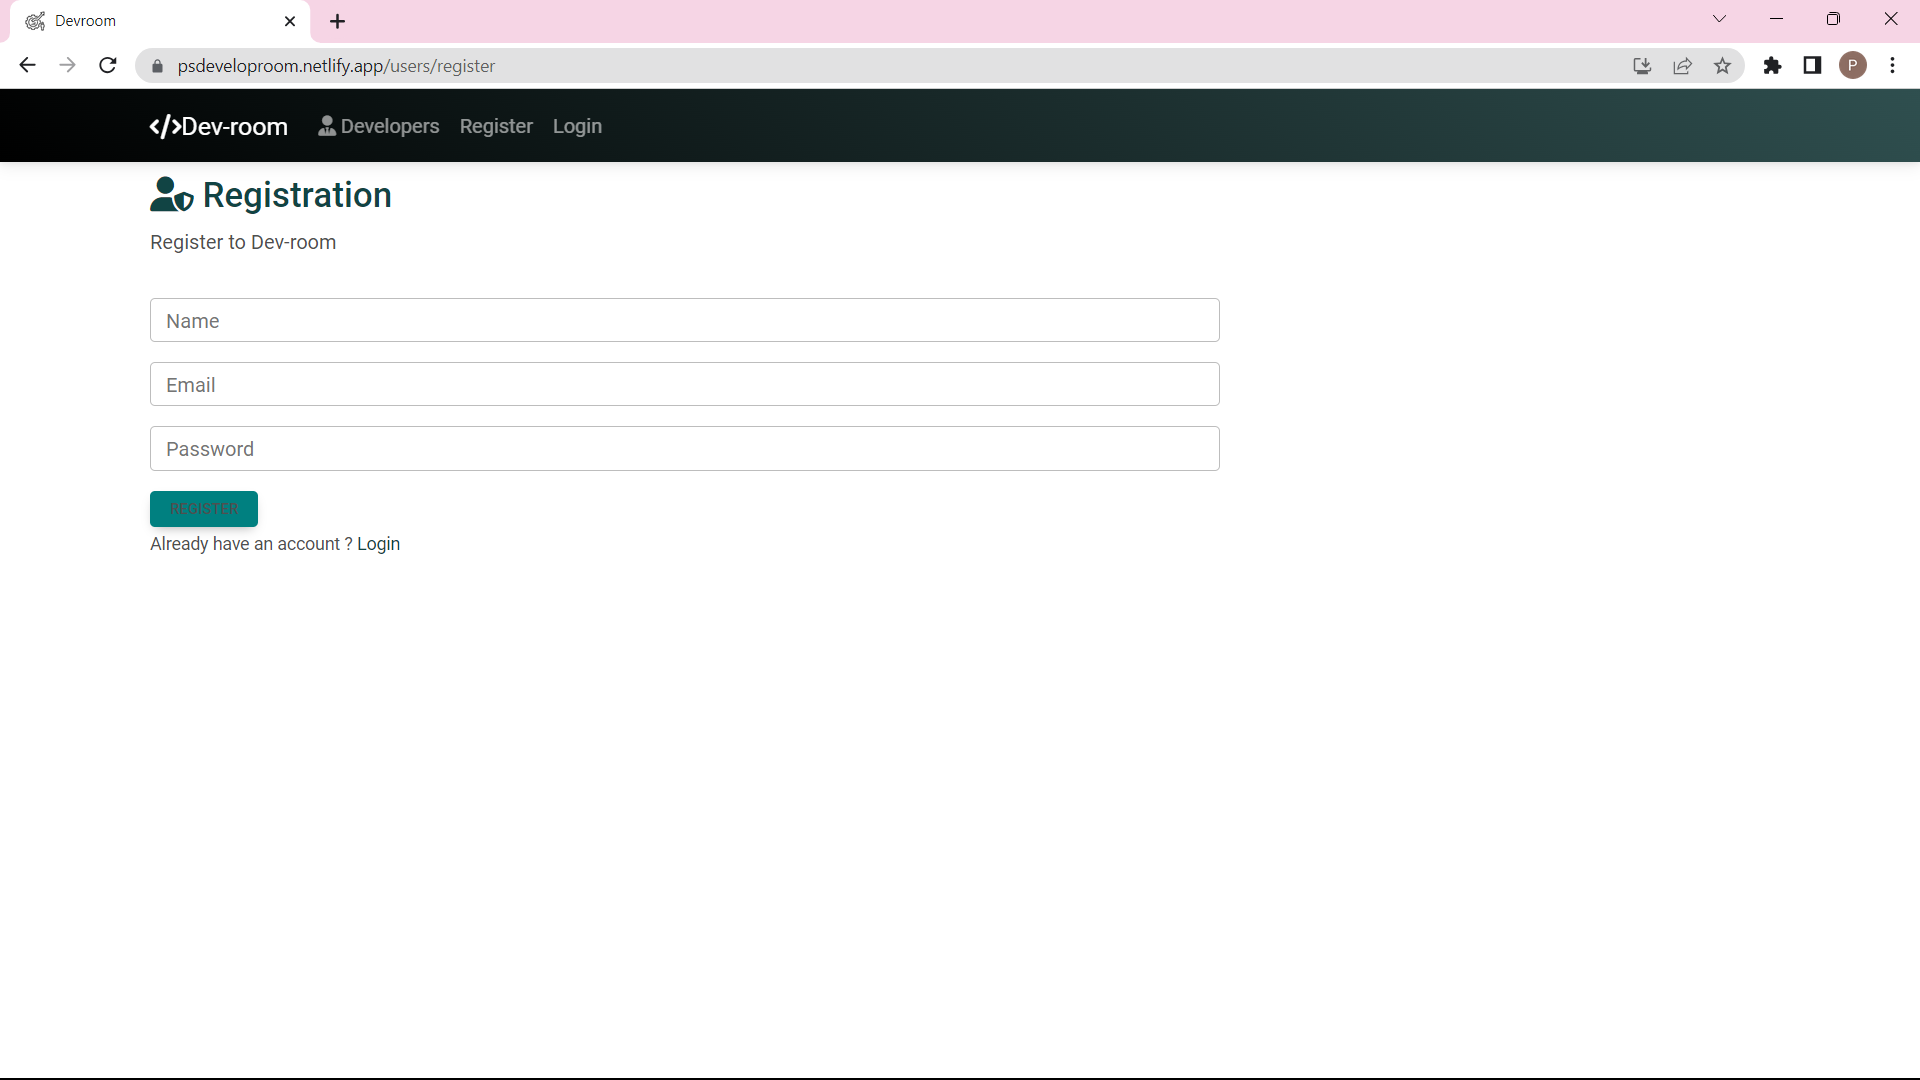 Devroom
psdeveloproom.netlify.app/users/register
P
</>Dev-room Developers Register Login
Registration
Register to Dev-room
Name
Email
Password
REGISTER
Already have an account ? Login